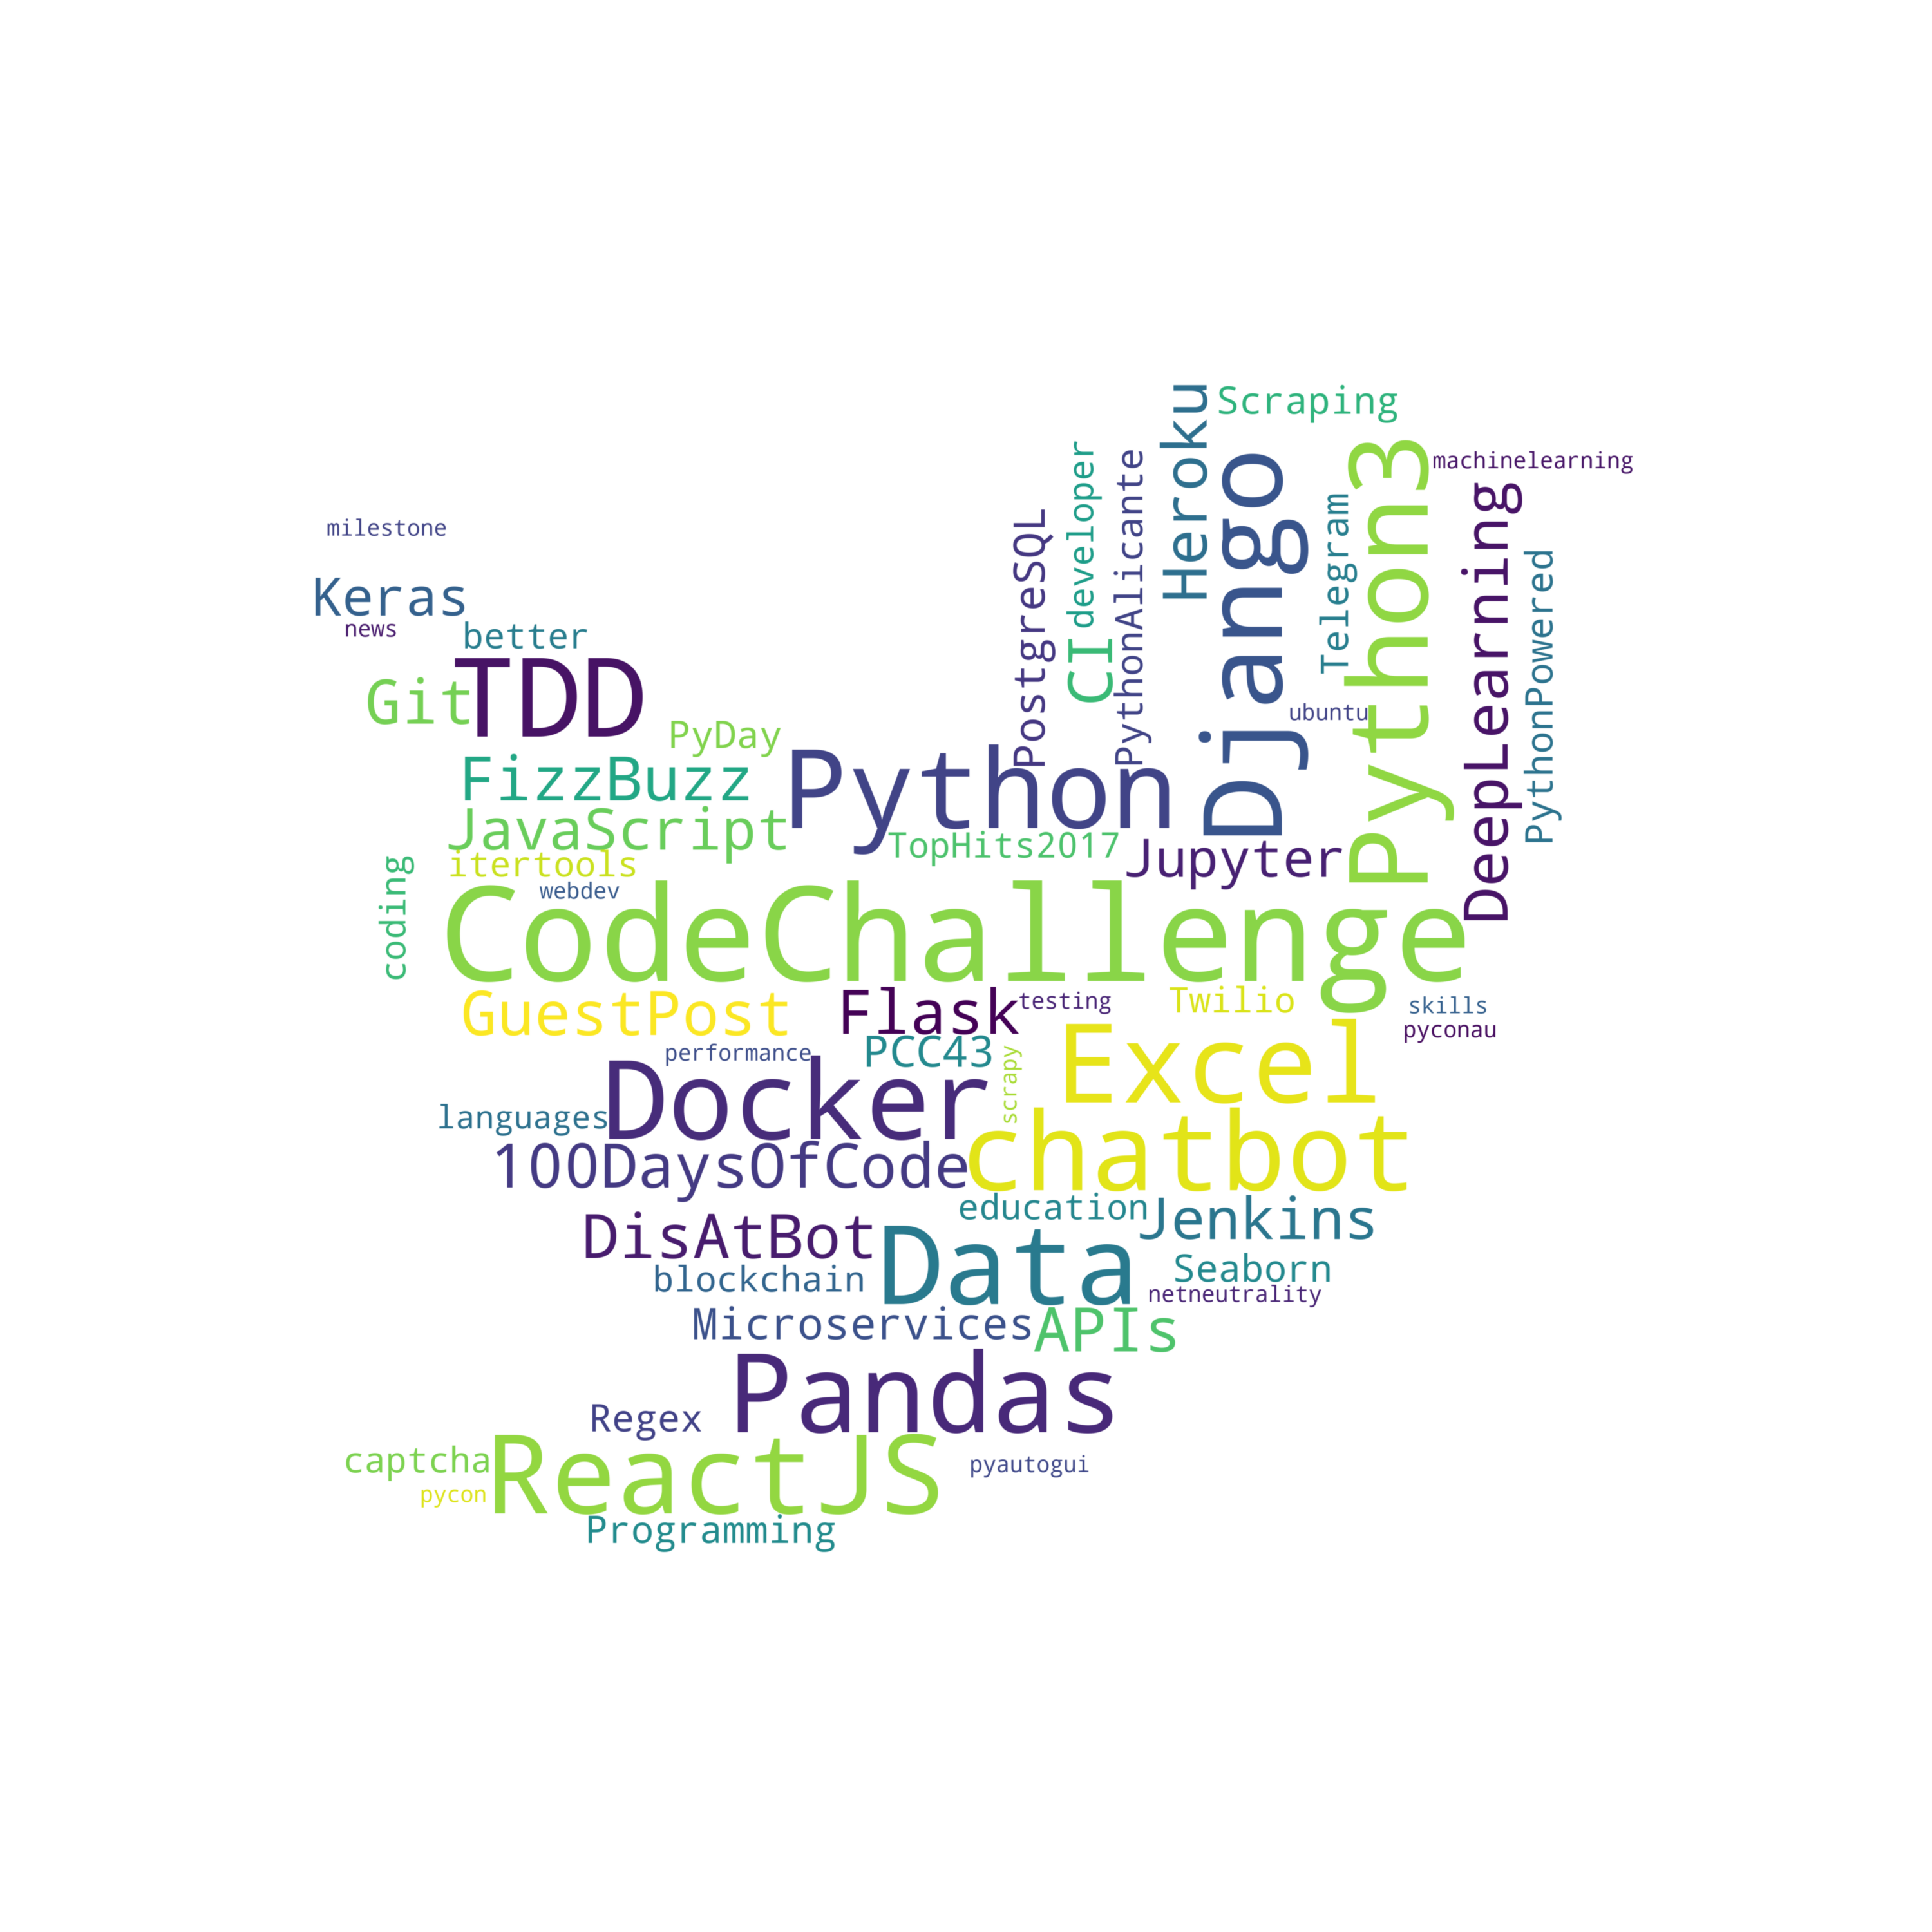 Scraping
machinelearning
Heroku
developer
PythonAlicante
Django
Python3
DeepLearning
Telegram
PostgreSQL
milestone
PythonPowered
Keras
news
better
CI
TDD
Git
ubuntu
PyDay
Python
FizzBuzz
JavaScript
TopHits2017
Jupyter
itertools
webdev
coding
CodeChallenge
GuestPost
Flask
testing
Twilio
skills
pyconau
performance
PCC43
scrapy
Excel
Docker
languages
100DaysOfCode
chatbot
education
Jenkins
DisAtBot
Data
blockchain
Seaborn
netneutrality
Microservices
APIs
Pandas
Regex
captcha
ReactJS
pyautogui
pycon
Programming